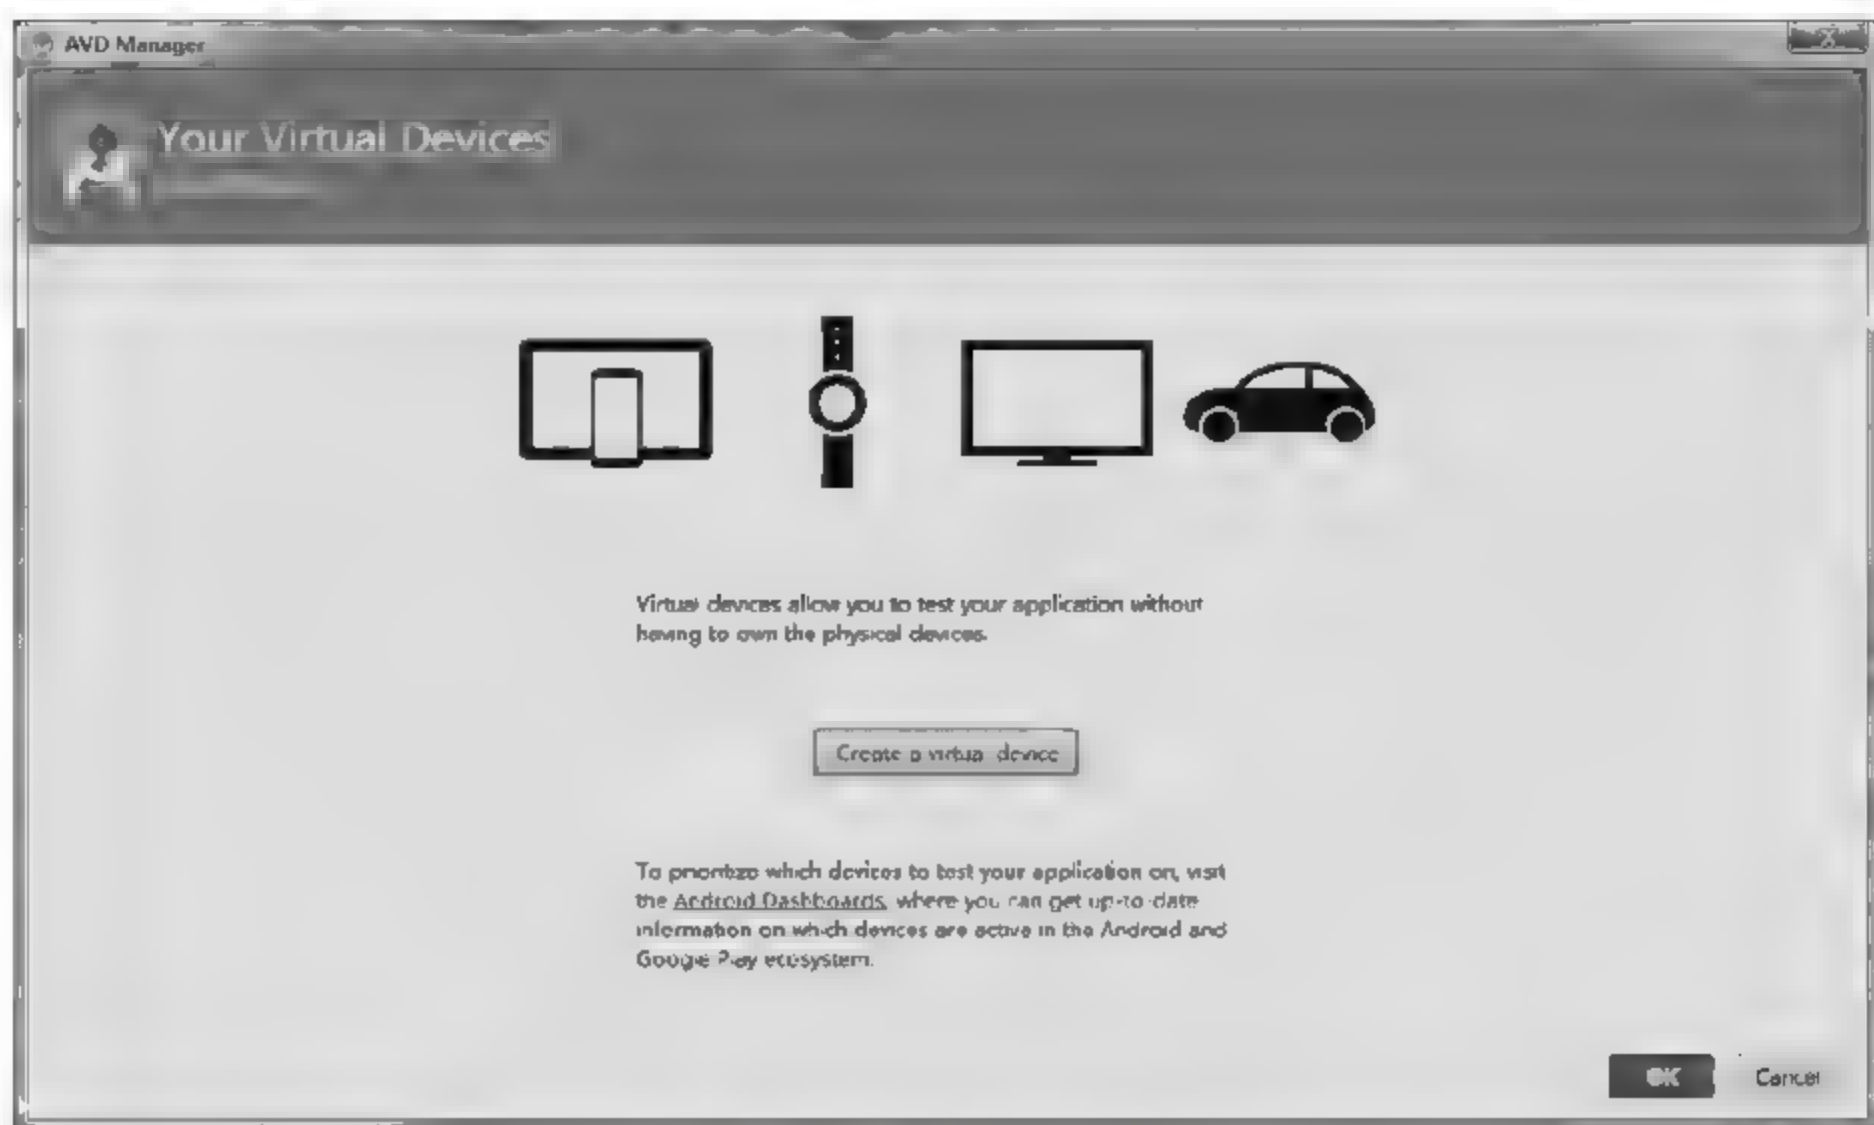 AVD Manager
Your Virtual Devices
Virtual devices allow you to test your application without
having to own the physical devices.
Create a virtual device
To prioritize which devices to test your application on, visit
the Android Dashboards, where you can get up-to-date
information on which devices are active in the Android and
Google Play ecosystem.
OK
Cancel